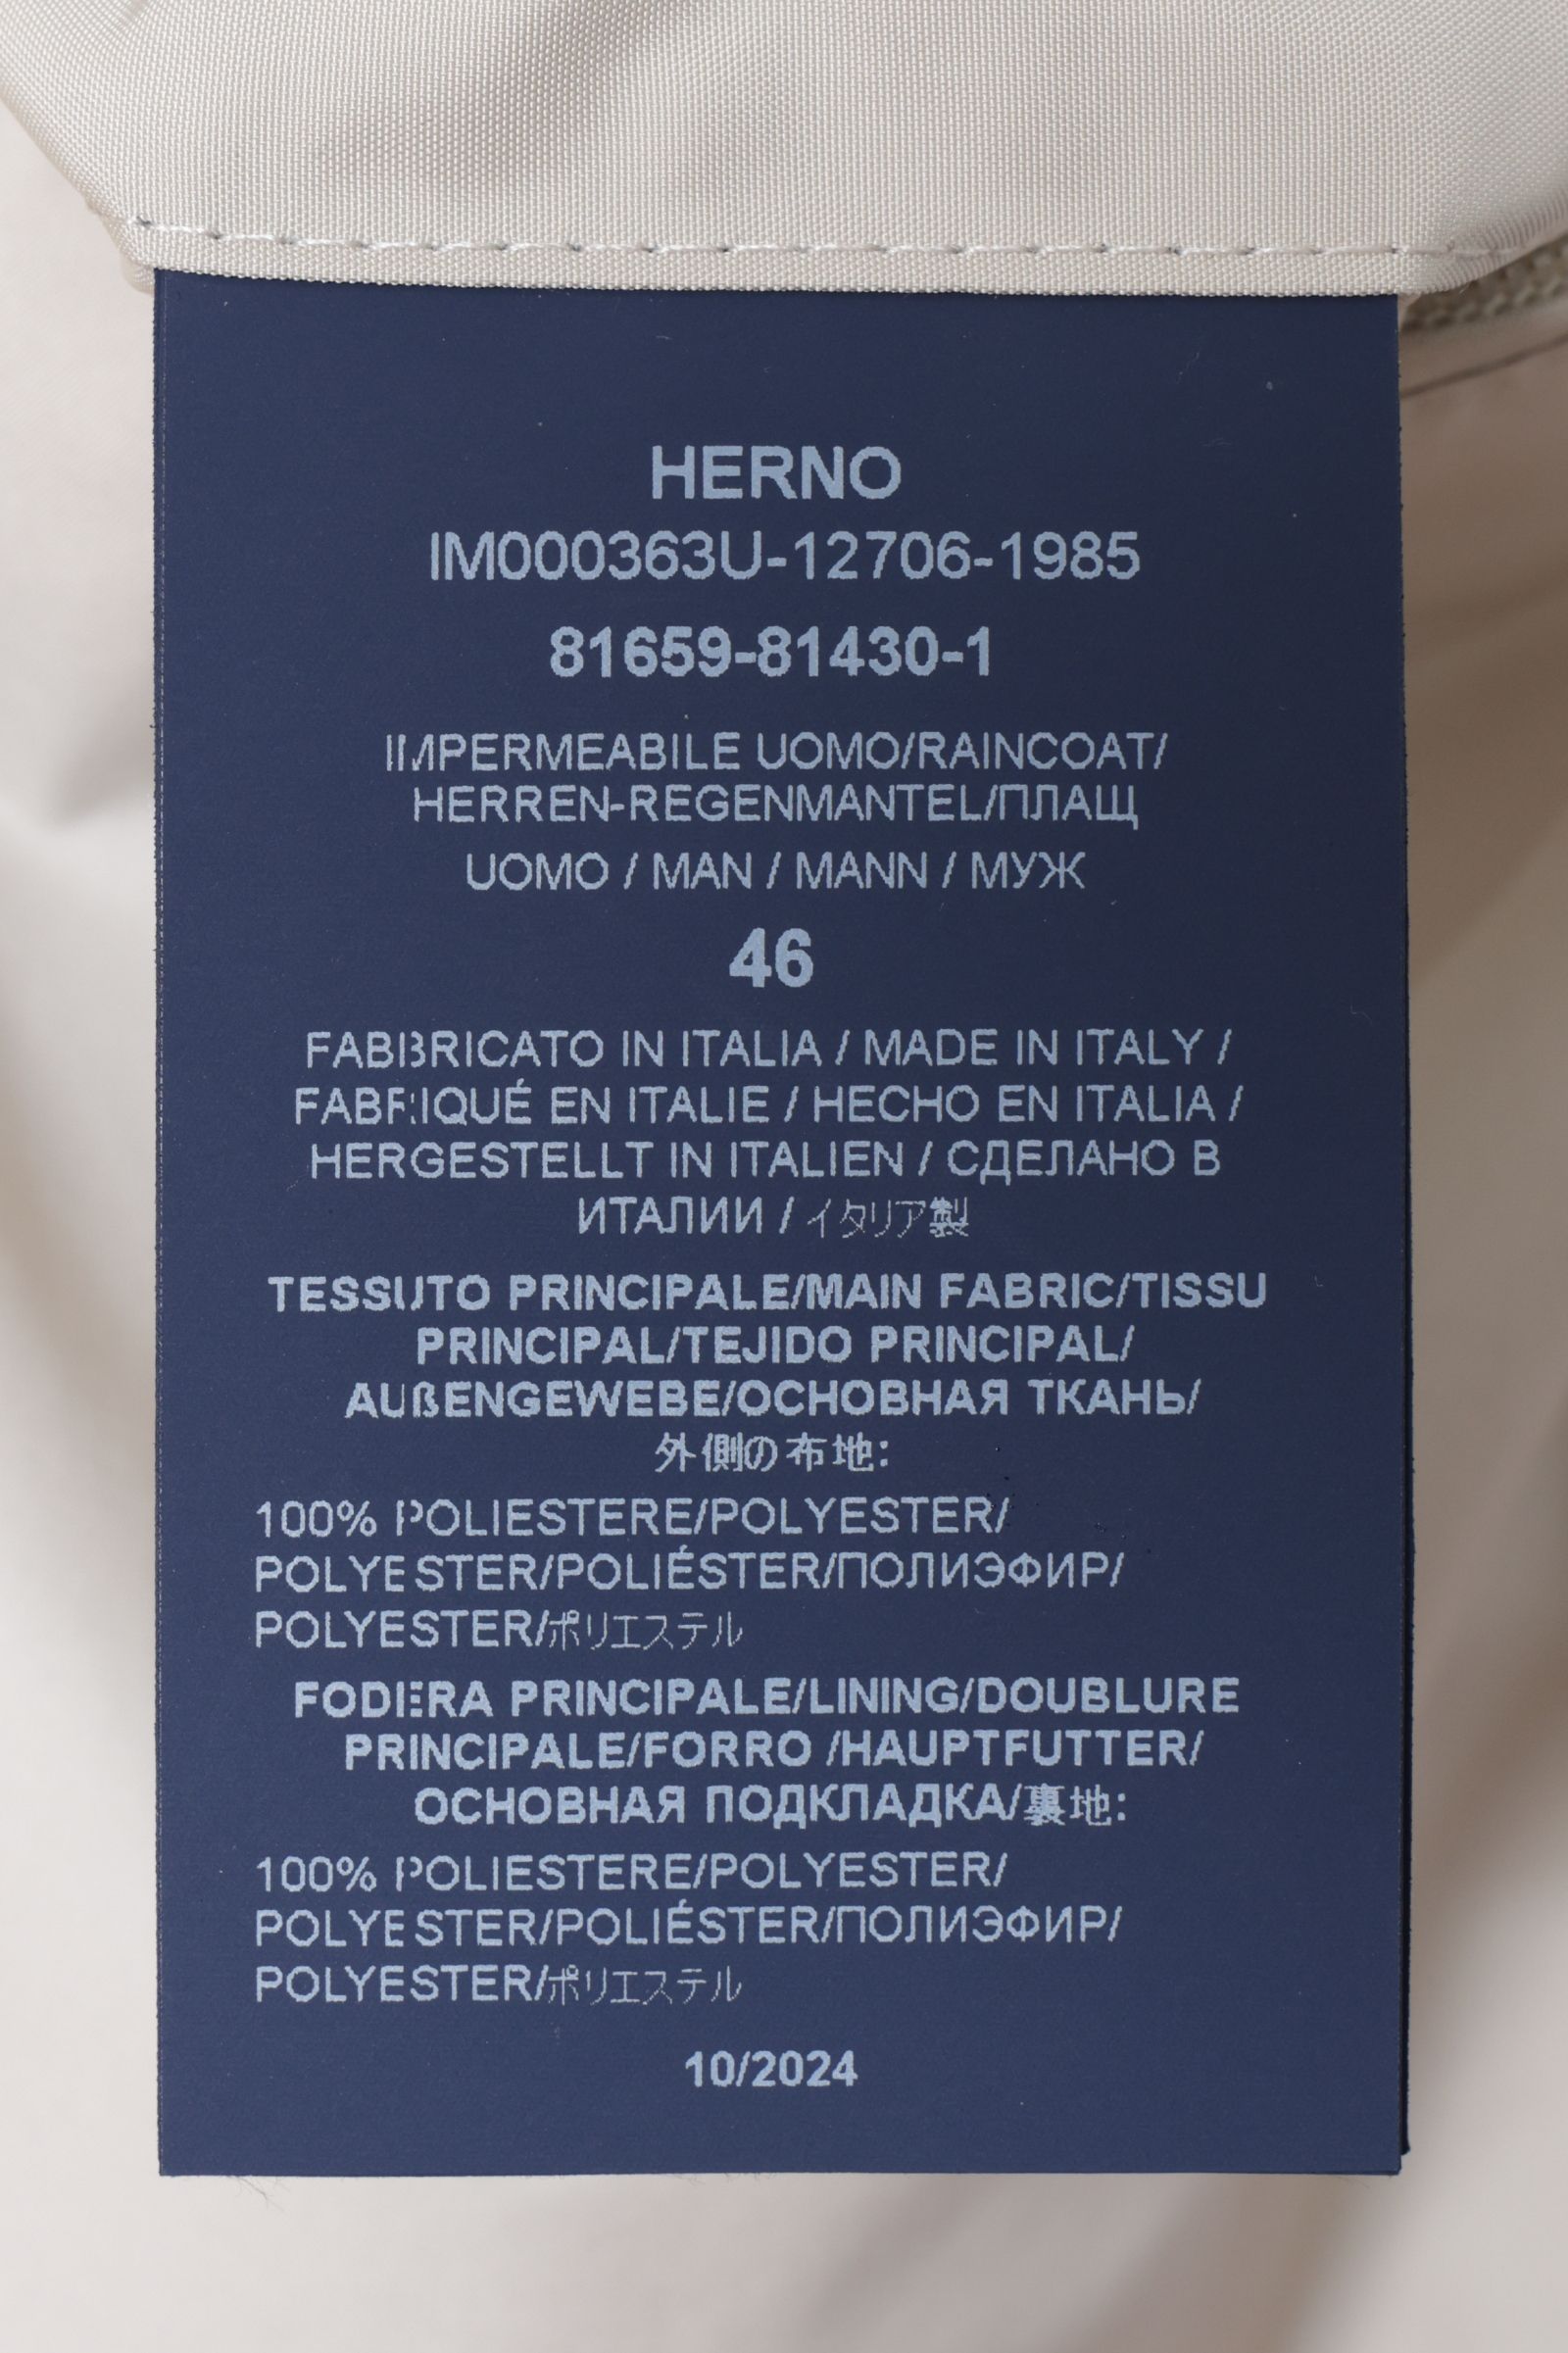 HERNO
IM000363U-12706-1985
81659-81430-1
IMPERMEABILE UOMO/RAINCOAT/
HERREN-REGENMANTEL/ПЛАЩ
UOMO / MAN / MANN / МУЖ
46
FABBRICATO IN ITALIA / MADE IN ITALY /
FABRIQUÉ EN ITALIE / HECHO EN ITALIA /
HERGESTELLT IN ITALIEN / СДЕЛАНО В
ИТАЛИИ / イタリア製
TESSUTO PRINCIPALE/MAIN FABRIC/TISSU
PRINCIPAL/TEJIDO PRINCIPAL/
AUßENGEWEBE/ОСНОВНАЯ ТКАНЬ/
外側の布地:
100% POLIESTERE/POLYESTER/
POLYESTER/POLIÉSTER/ПОЛИЭФИР/
POLYESTER/ポリエステル
FODERA PRINCIPALE/LINING/DOUBLURE
PRINCIPALE/FORRO /HAUPTFUTTER/
ОСНОВНАЯ ПОДКЛАДКА/裏地:
100% POLIESTERE/POLYESTER/
POLYESTER/POLIÉSTER/ПОЛИЭФИР/
POLYESTER/ポリエステル
10/2024